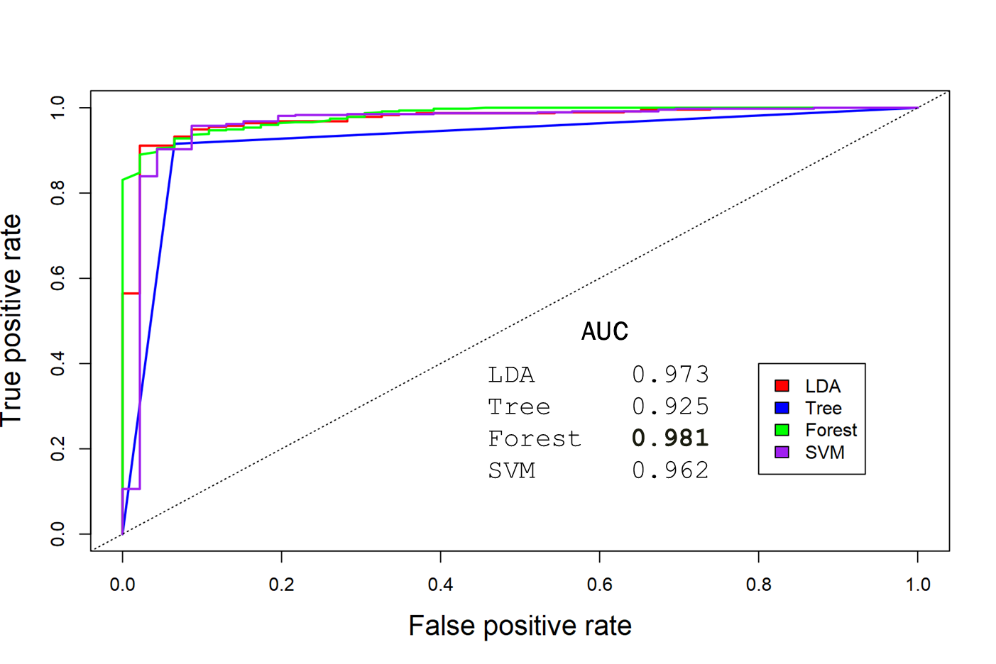 True positive rate
1.0
0.8
0.6
0.4
0.2
0.0
AUC
LDA 0.973
Tree 0.925
Forest 0.981
SVM 0.962
LDA
Tree
Forest
SVM
0.0 0.2 0.4 0.6 0.8 1.0
False positive rate